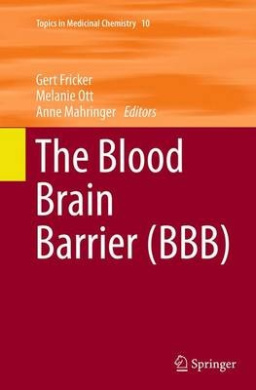 Topics in Medicinal Chemistry 10
Gert Fricker
Melanie Ott
Anne Mahringer Editors
The Blood
Brain
Barrier (BBB)
Springer